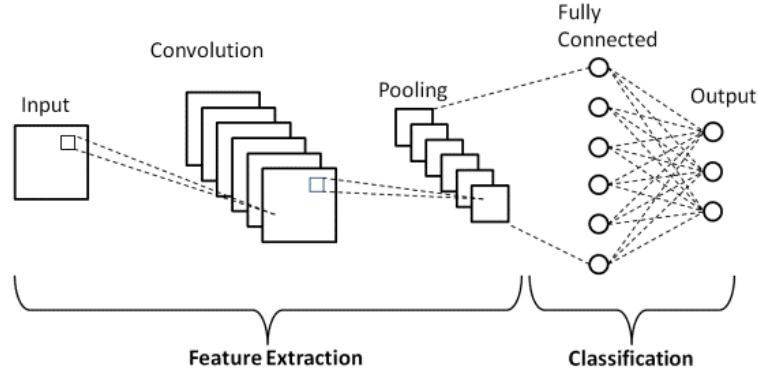 Input
Convolution
Pooling
Fully
Connected
Output
Feature Extraction
Classification